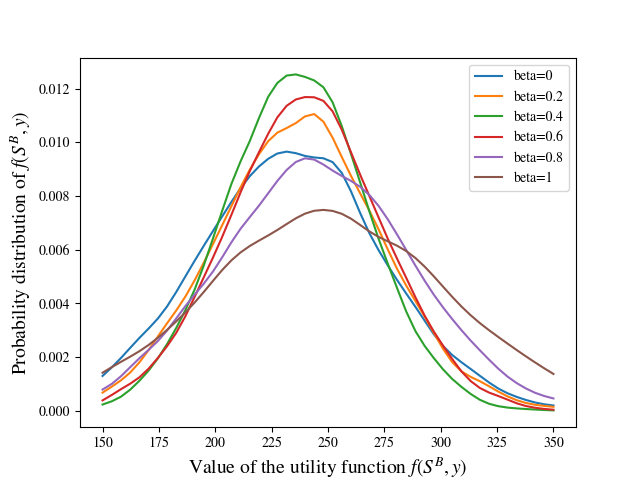 Probability distribution of f(S^B, y)
0.012
0.010
0.008
0.006
0.004
0.002
0.000
beta=0
beta=0.2
beta=0.4
beta=0.6
beta=0.8
beta=1
150 175 200 225 250 275 300 325 350
Value of the utility function f(S^B, y)